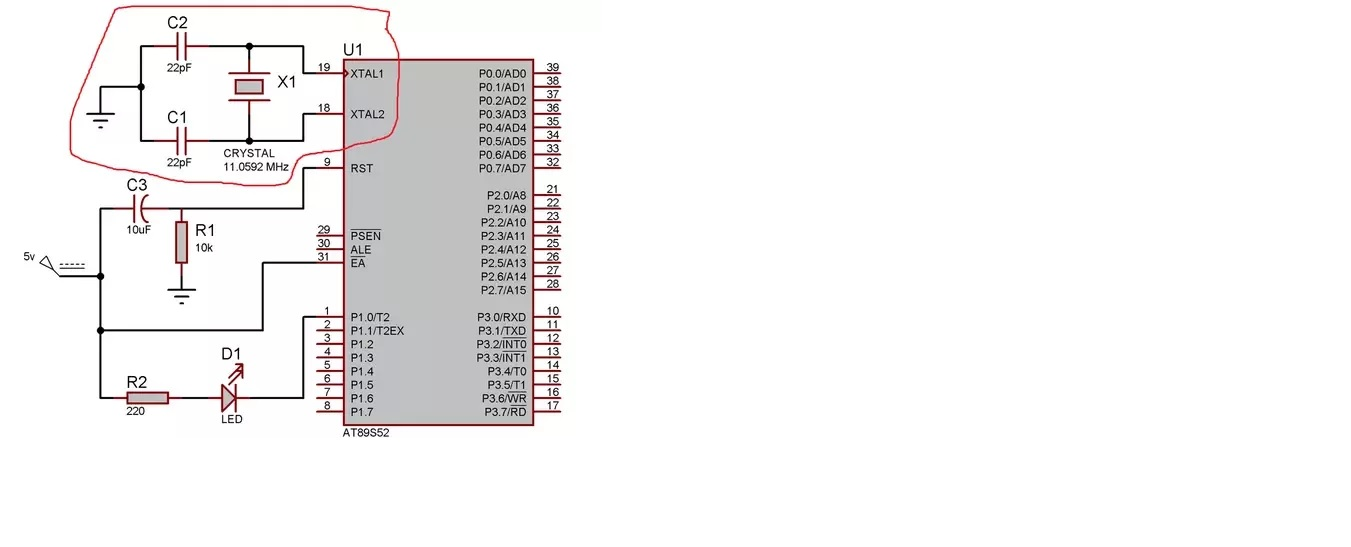 C2
22pF
X1
C1
22pF
CRYSTAL
11.0592 MHz
C3
10uF
R1
10k
5v
R2
220
D1
LED
U1
19 XTAL1
18 XTAL2
9 RST
29 PSEN
30 ALE
31 EA
1 P1.0/T2
2 P1.1/T2EX
3 P1.2
4 P1.3
5 P1.4
6 P1.5
7 P1.6
8 P1.7
P0.0/AD0 39
P0.1/AD1 38
P0.2/AD2 37
P0.3/AD3 36
P0.4/AD4 35
P0.5/AD5 34
P0.6/AD6 33
P0.7/AD7 32
P2.0/A8 21
P2.1/A9 22
P2.2/A10 23
P2.3/A11 24
P2.4/A12 25
P2.5/A13 26
P2.6/A14 27
P2.7/A15 28
P3.0/RXD 10
P3.1/TXD 11
P3.2/INT0 12
P3.3/INT1 13
P3.4/T0 14
P3.5/T1 15
P3.6/WR 16
P3.7/RD 17
AT89S52